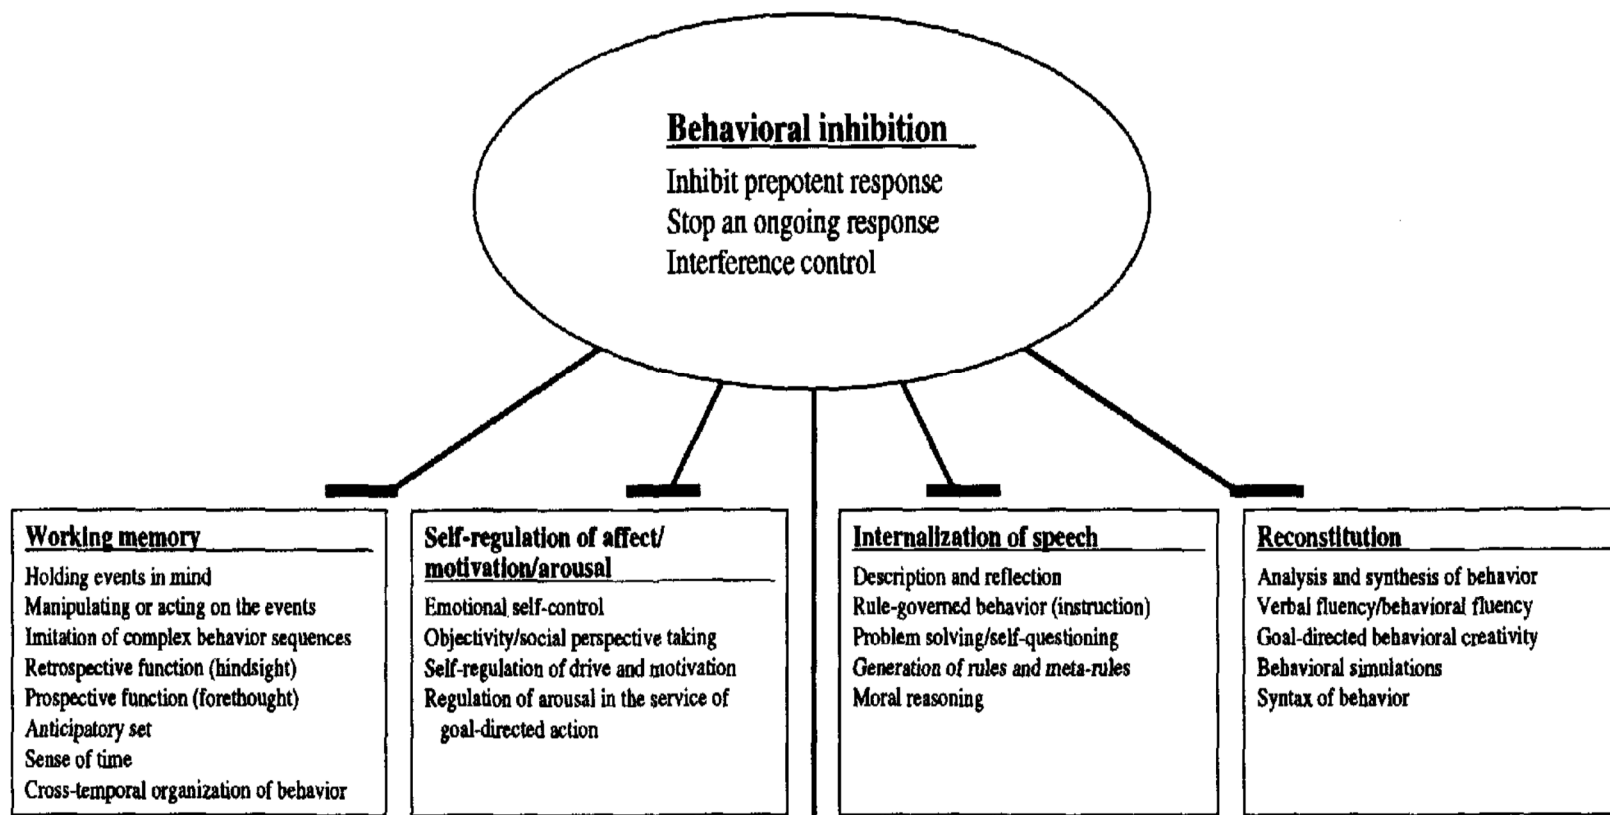 Behavioral inhibition
Inhibit prepotent response
Stop an ongoing response
Interference control
Working memory
Holding events in mind
Manipulating or acting on the events
Imitation of complex behavior sequences
Retrospective function (hindsight)
Prospective function (forethought)
Anticipatory set
Sense of time
Cross-temporal organization of behavior
Self-regulation of affect/
motivation/arousal
Emotional self-control
Objectivity/social perspective taking
Self-regulation of drive and motivation
Regulation of arousal in the service of
goal-directed action
Internalization of speech
Description and reflection
Rule-governed behavior (instruction)
Problem solving/self-questioning
Generation of rules and meta-rules
Moral reasoning
Reconstitution
Analysis and synthesis of behavior
Verbal fluency/behavioral fluency
Goal-directed behavioral creativity
Behavioral simulations
Syntax of behavior